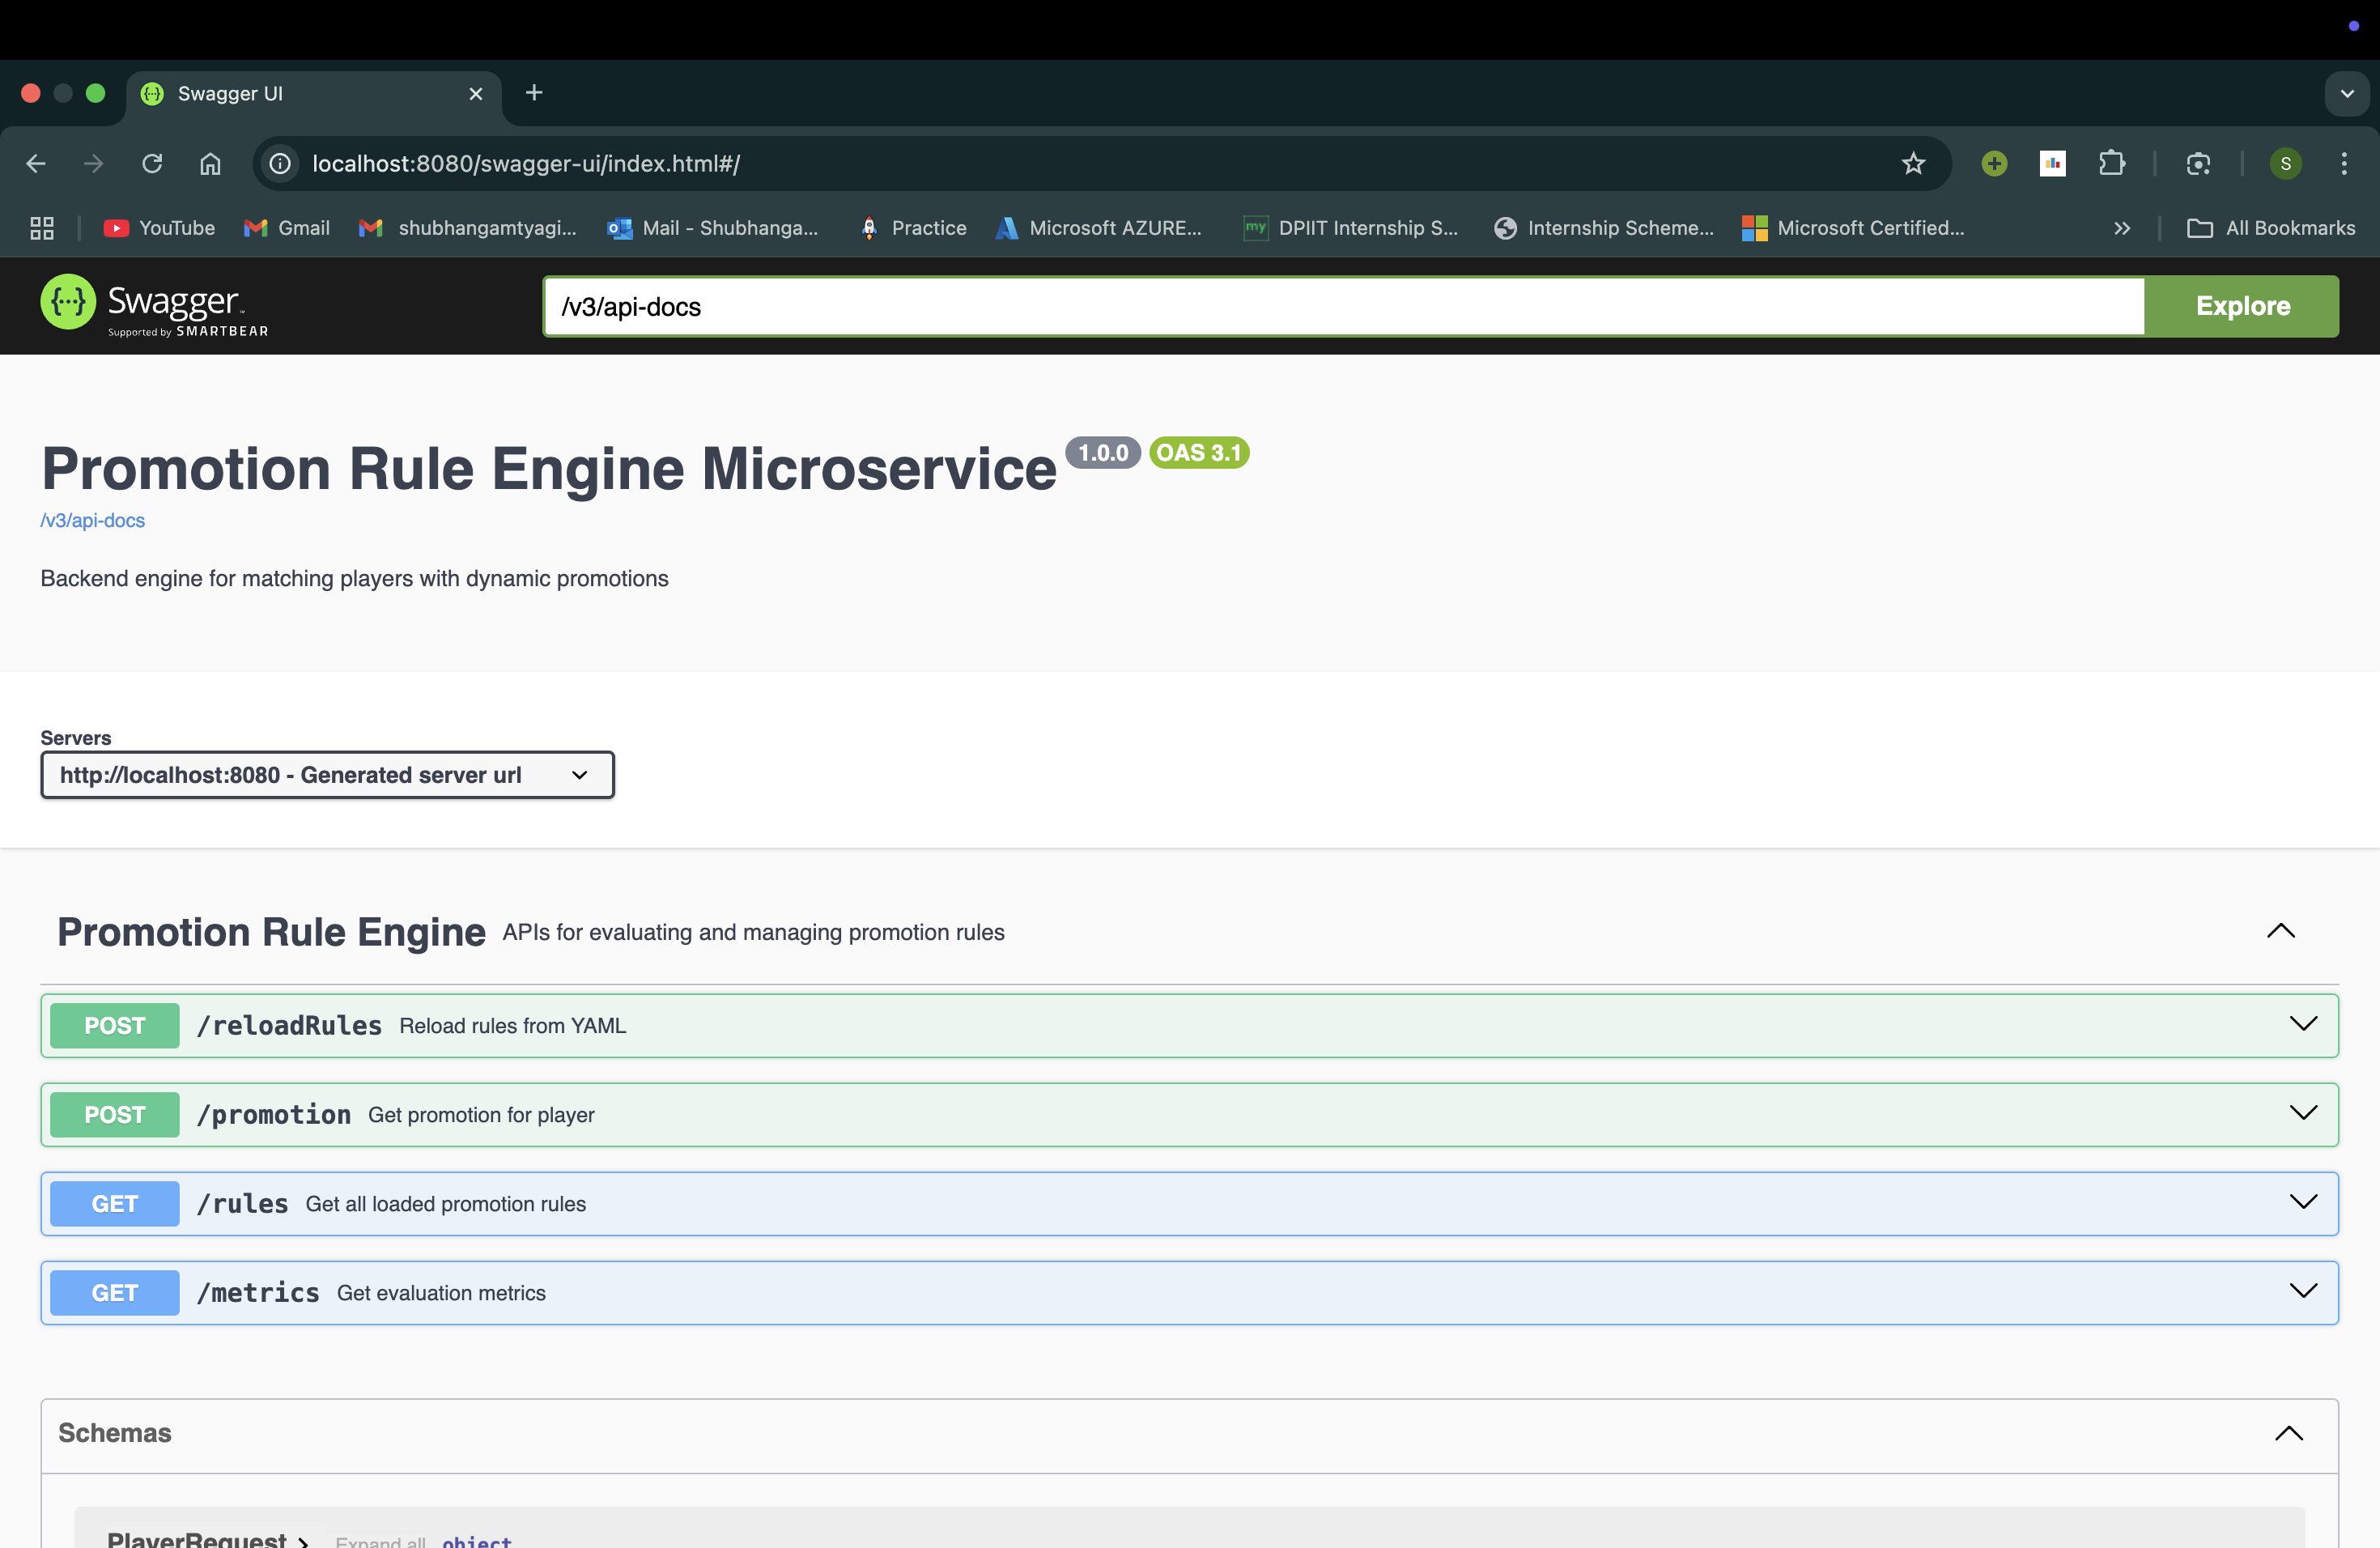 Swagger UI
localhost:8080/swagger-ui/index.html#/
S
YouTube
Gmail
shubhangamtyagi...
Mail - Shubhanga...
Practice
Microsoft AZURE...
my
DPIIT Internship S...
Internship Scheme...
Microsoft Certified...
All Bookmarks
Swagger
Supported by SMARTBEAR
/v3/api-docs
Explore
Promotion Rule Engine Microservice 1.0.0 OAS 3.1
/v3/api-docs
Backend engine for matching players with dynamic promotions
Servers
http://localhost:8080 - Generated server url
Promotion Rule Engine APIs for evaluating and managing promotion rules
POST /reloadRules Reload rules from YAML
POST /promotion Get promotion for player
GET /rules Get all loaded promotion rules
GET /metrics Get evaluation metrics
Schemas
PlayerRequest Expand all object